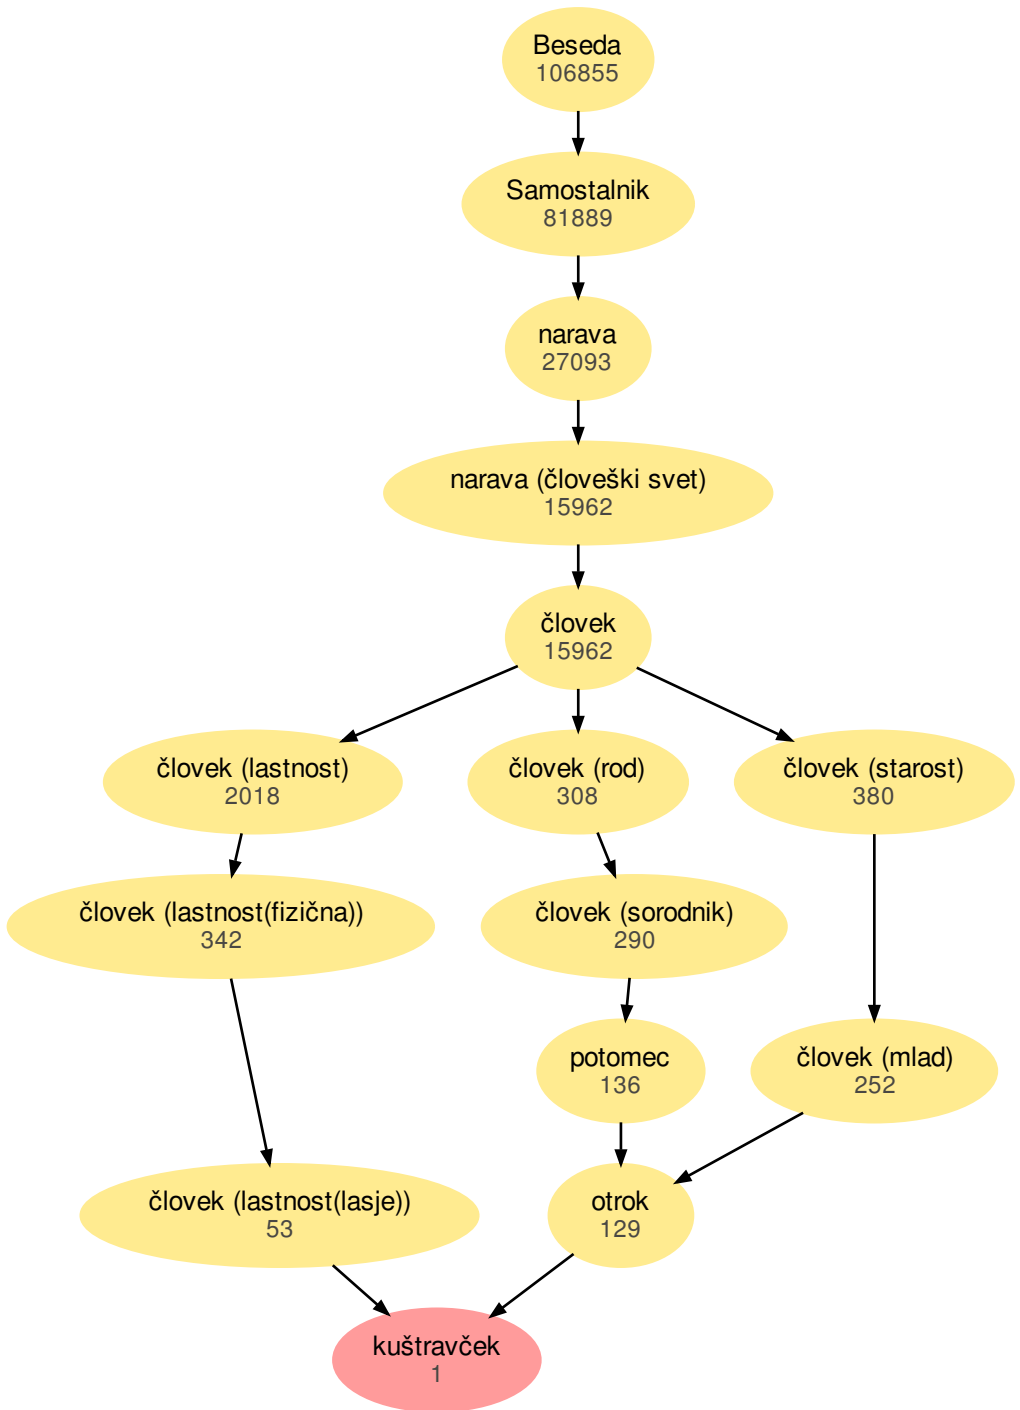 Beseda
106855
Samostalnik
81889
narava
27093
narava (človeški svet)
15962
človek
15962
človek (lastnost)
2018
človek (rod)
308
človek (starost)
380
človek (lastnost(fizična))
342
človek (sorodnik)
290
potomec
136
človek (mlad)
252
človek (lastnost(lasje))
53
otrok
129
kuštravček
1